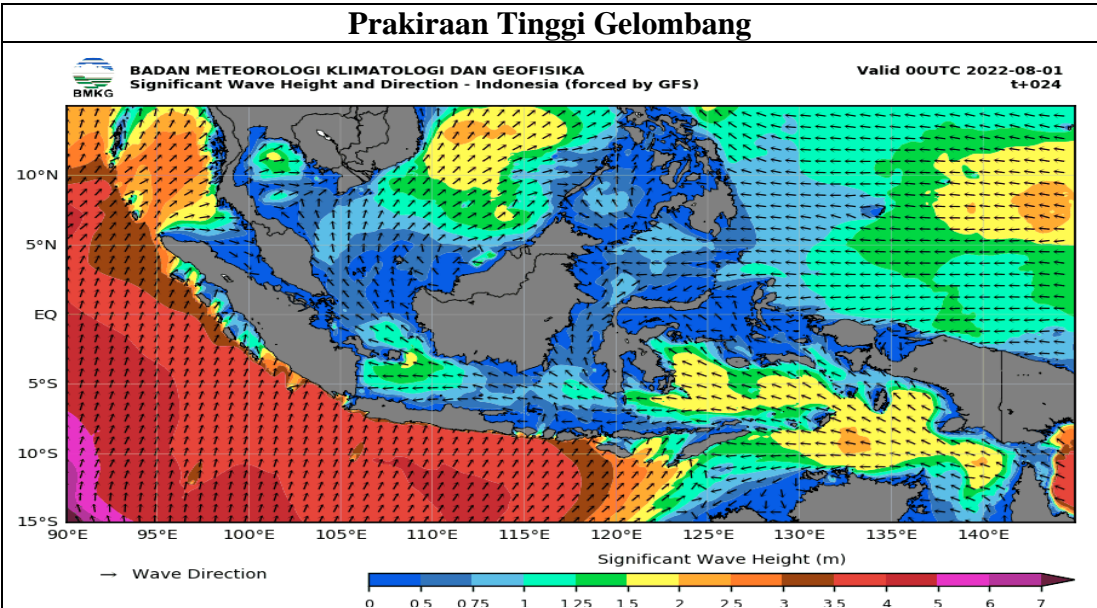 Prakiraan Tinggi Gelombang
BMKG
BADAN METEOROLOGI KLIMATOLOGI DAN GEOFISIKA
Significant Wave Height and Direction - Indonesia (forced by GFS)
Valid 00UTC 2022-08-01
t+024
10°N
5°N
EQ
5°S
10°S
15°S
90°E 95°E 100°E 105°E 110°E 115°E 120°E 125°E 130°E 135°E 140°E
→ Wave Direction
Significant Wave Height (m)
0 0.5 0.75 1 1.25 1.5 2 2.5 3 3.5 4 5 6 7